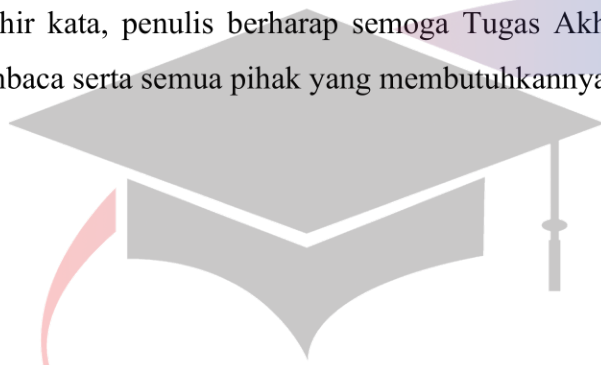 hir kata, penulis berharap semoga Tugas Akh
baca serta semua pihak yang membutuhkannya